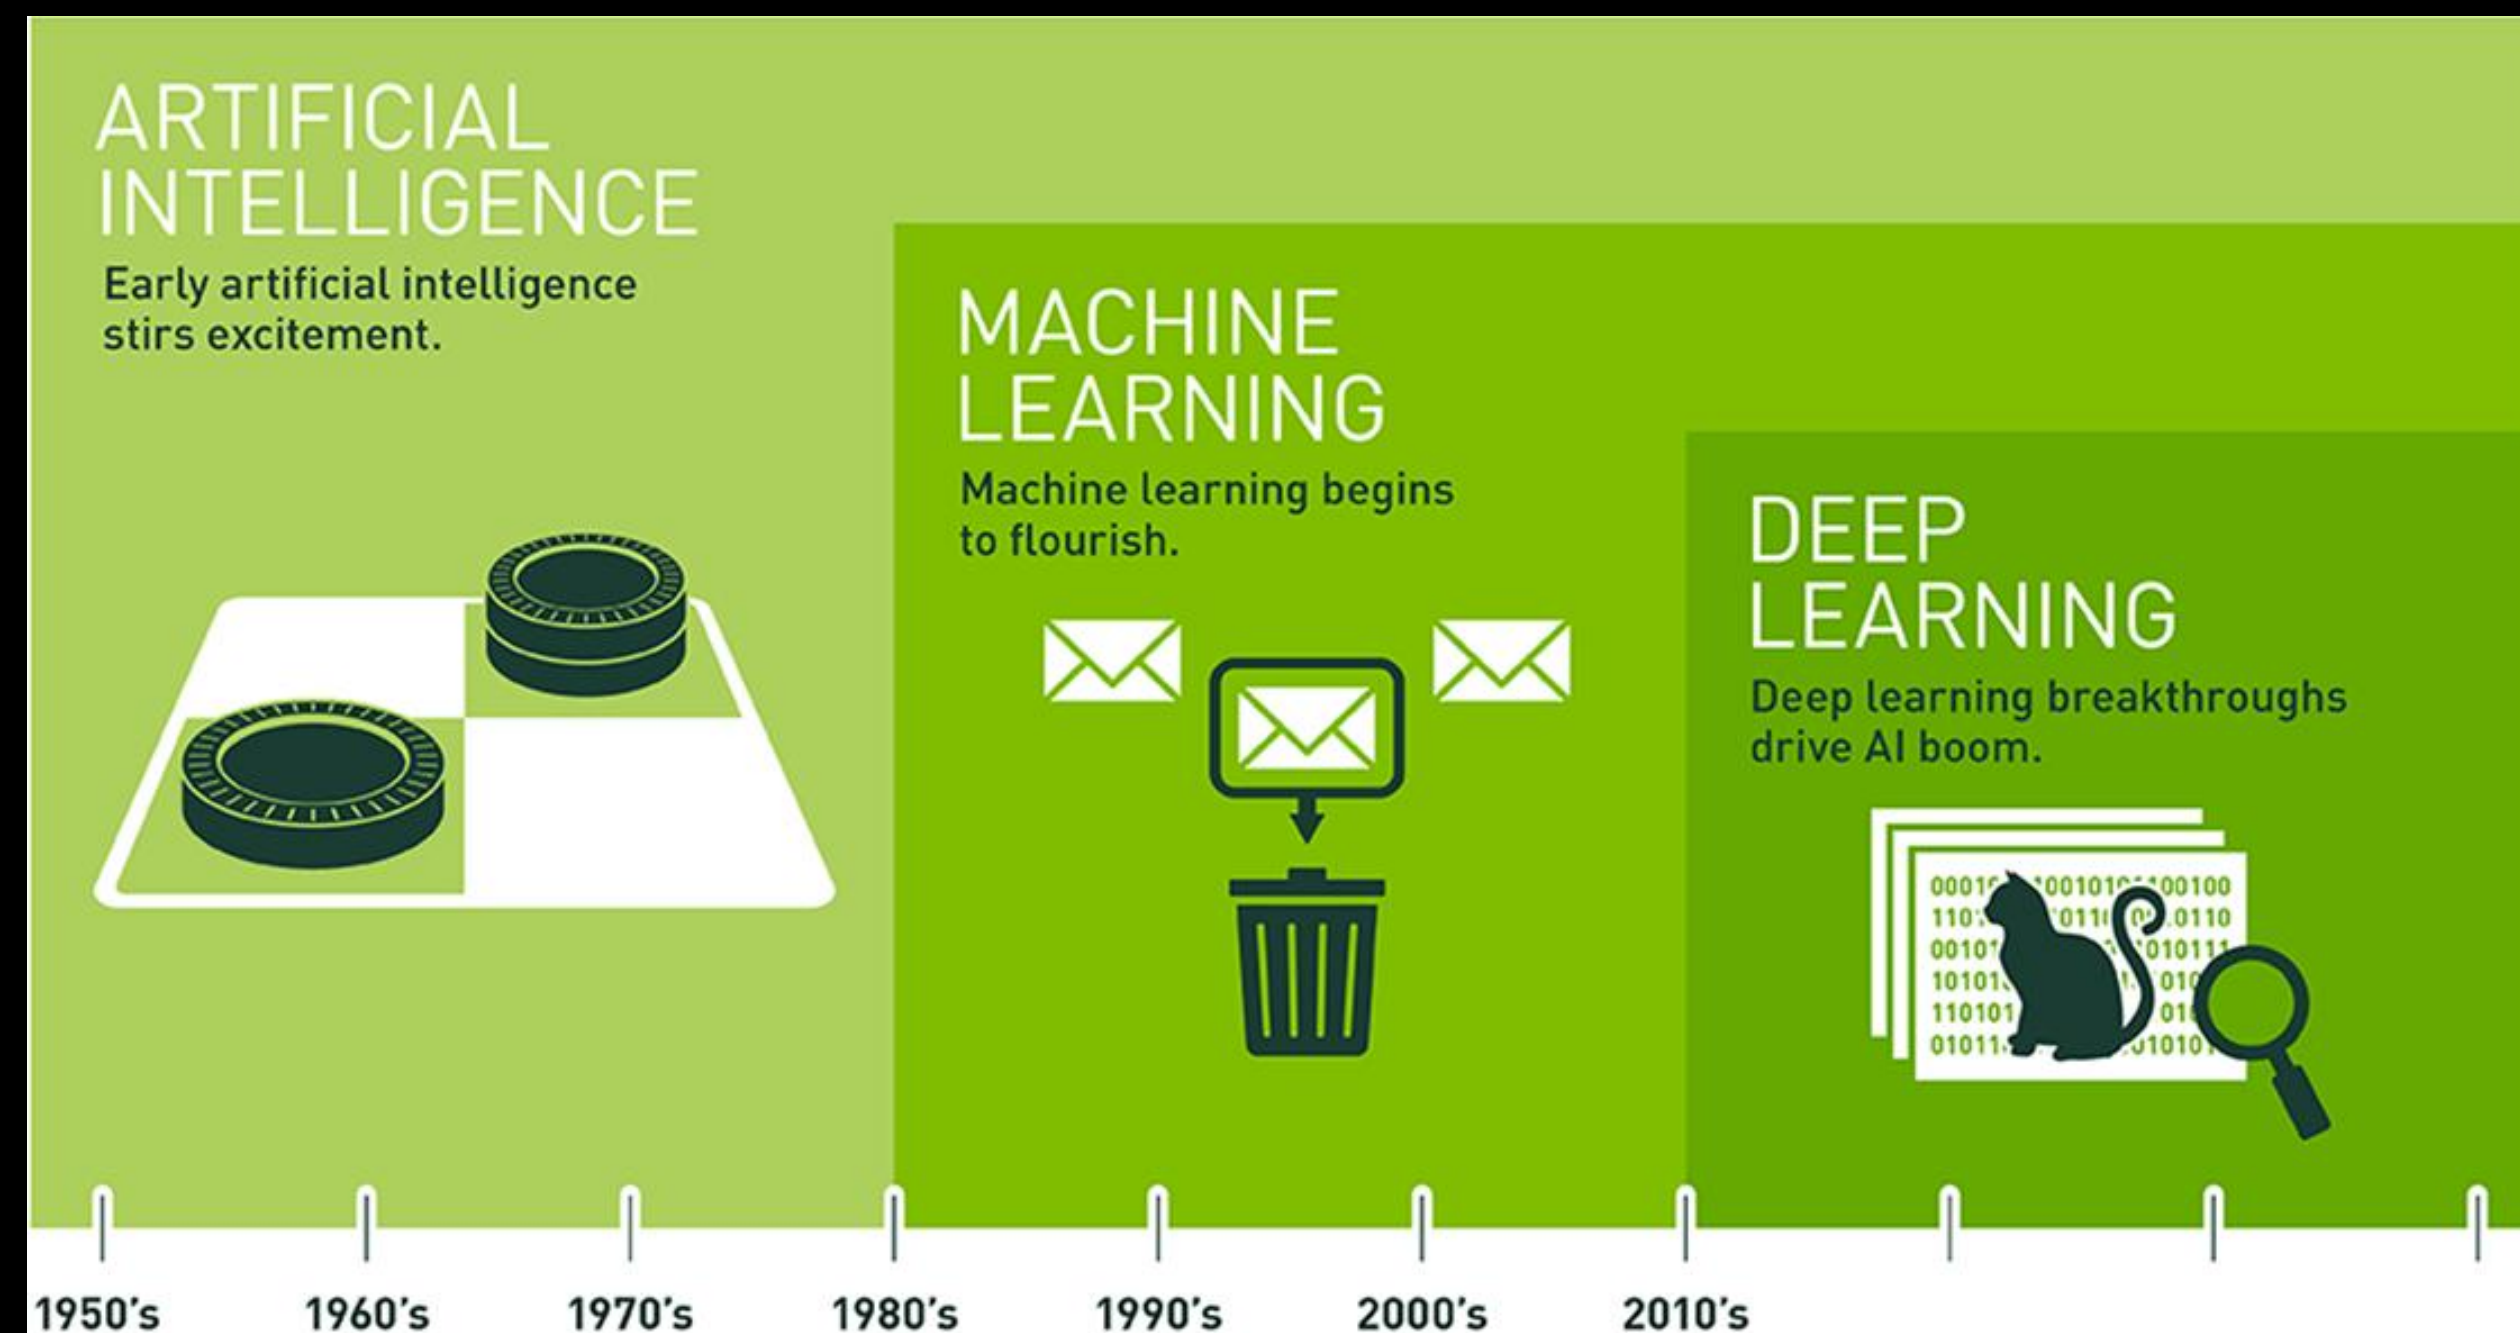 ARTIFICIAL
INTELLIGENCE
Early artificial intelligence
stirs excitement.
MACHINE
LEARNING
Machine learning begins
to flourish.
DEEP
LEARNING
Deep learning breakthroughs
drive AI boom.
1950's 1960's 1970's 1980's 1990's 2000's 2010's